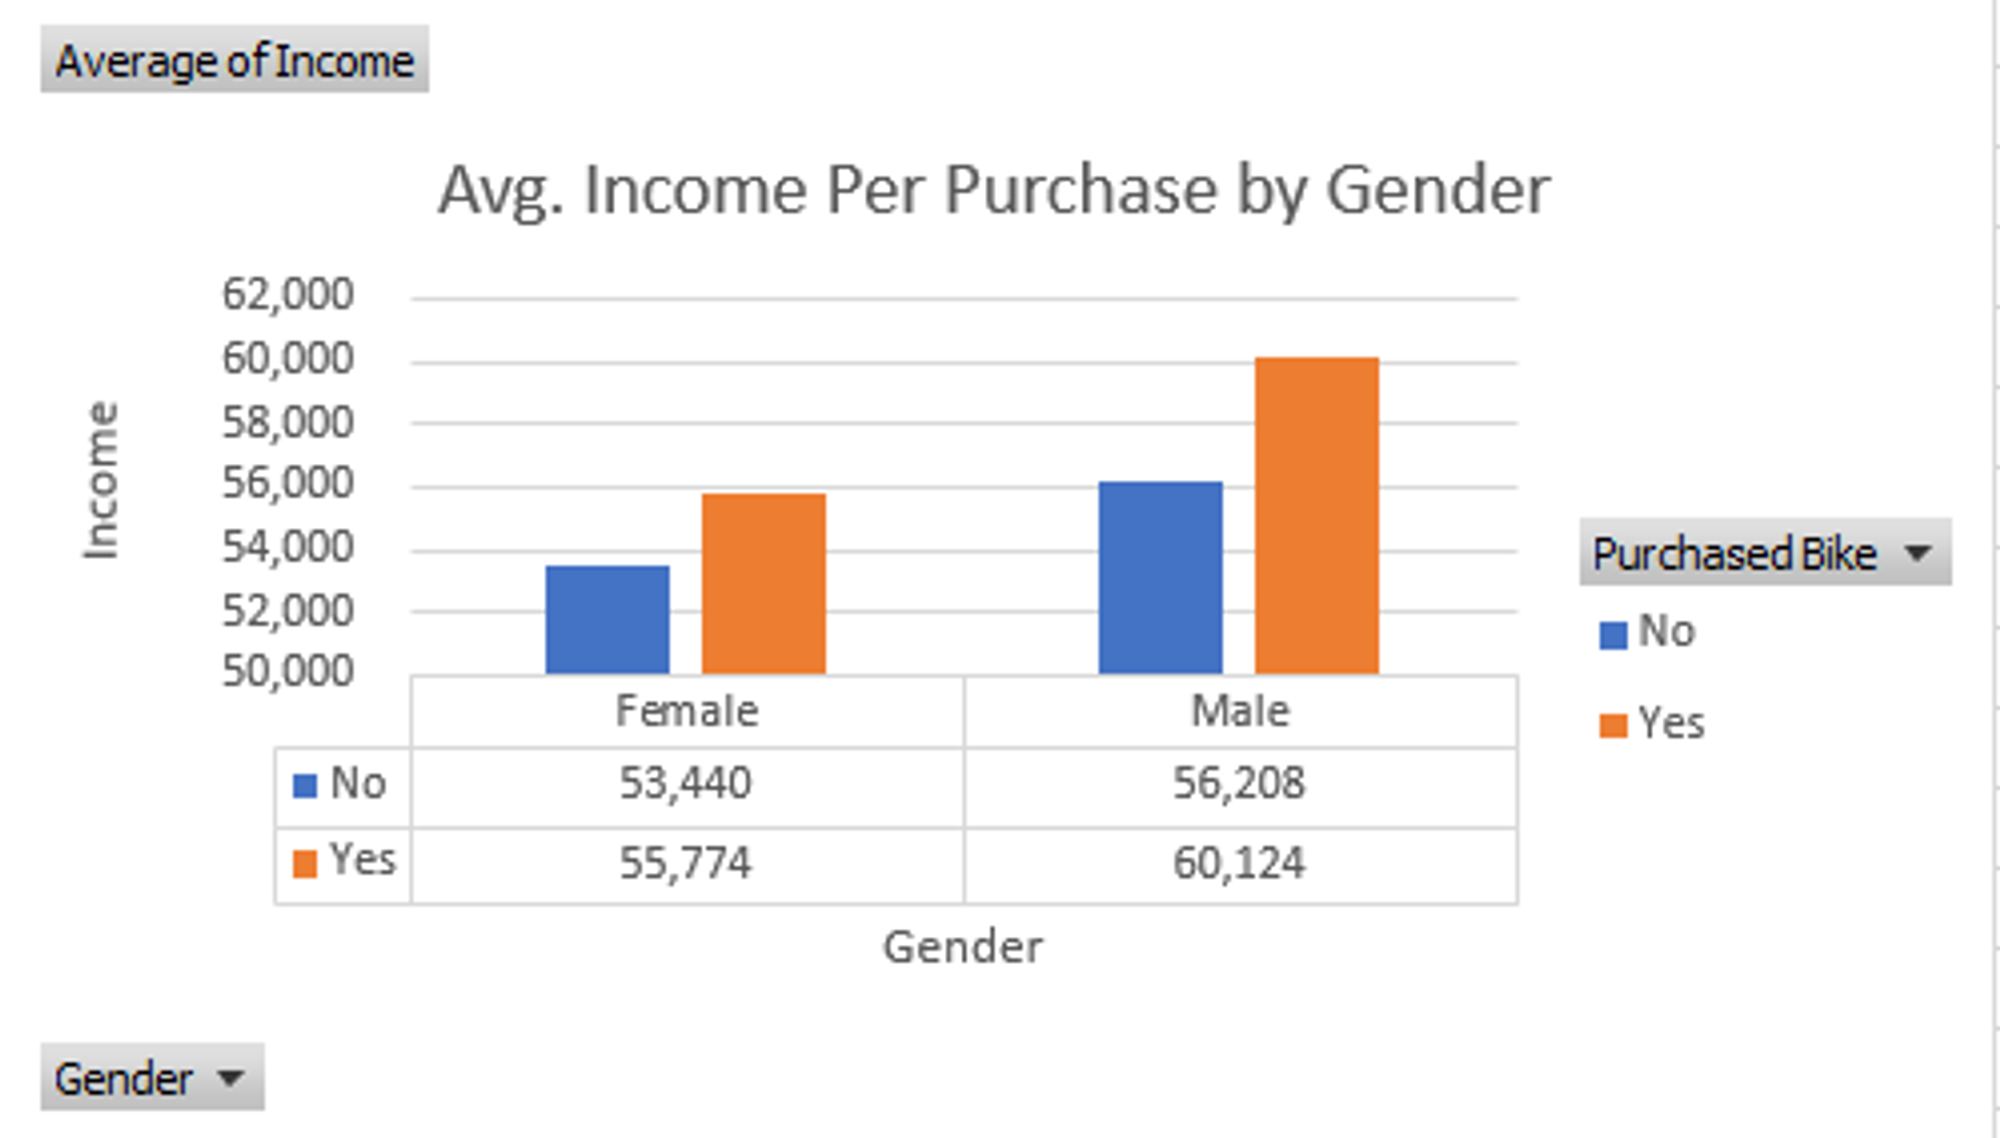 Average of Income
Avg. Income Per Purchase by Gender
62,000
60,000
58,000
56,000
54,000
52,000
50,000
Income
Female Male
No 53,440 56,208
Yes 55,774 60,124
Gender
Purchased Bike
No
Yes
Gender